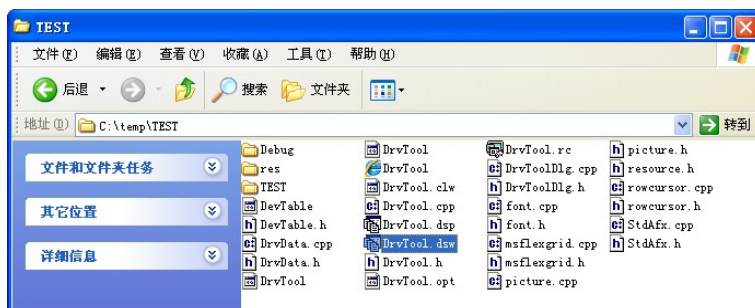 TEST
文件(F) 编辑(E) 查看(V) 收藏(A) 工具(T) 帮助(H)
后退 搜索 文件夹
地址(D) C:\temp\TEST 转到
文件和文件夹任务
其它位置
详细信息
Debug
res
TEST
DevTable
DevTable.h
DrvData.cpp
DrvData.h
DrvTool
DrvTool
DrvTool
DrvTool.clw
DrvTool.cpp
DrvTool.dsp
DrvTool.dsw
DrvTool.h
DrvTool.opt
DrvTool.rc
DrvToolDlg.cpp
DrvToolDlg.h
font.cpp
font.h
msflexgrid.cpp
msflexgrid.h
picture.cpp
picture.h
resource.h
rowcursor.cpp
rowcursor.h
StdAfx.cpp
StdAfx.h